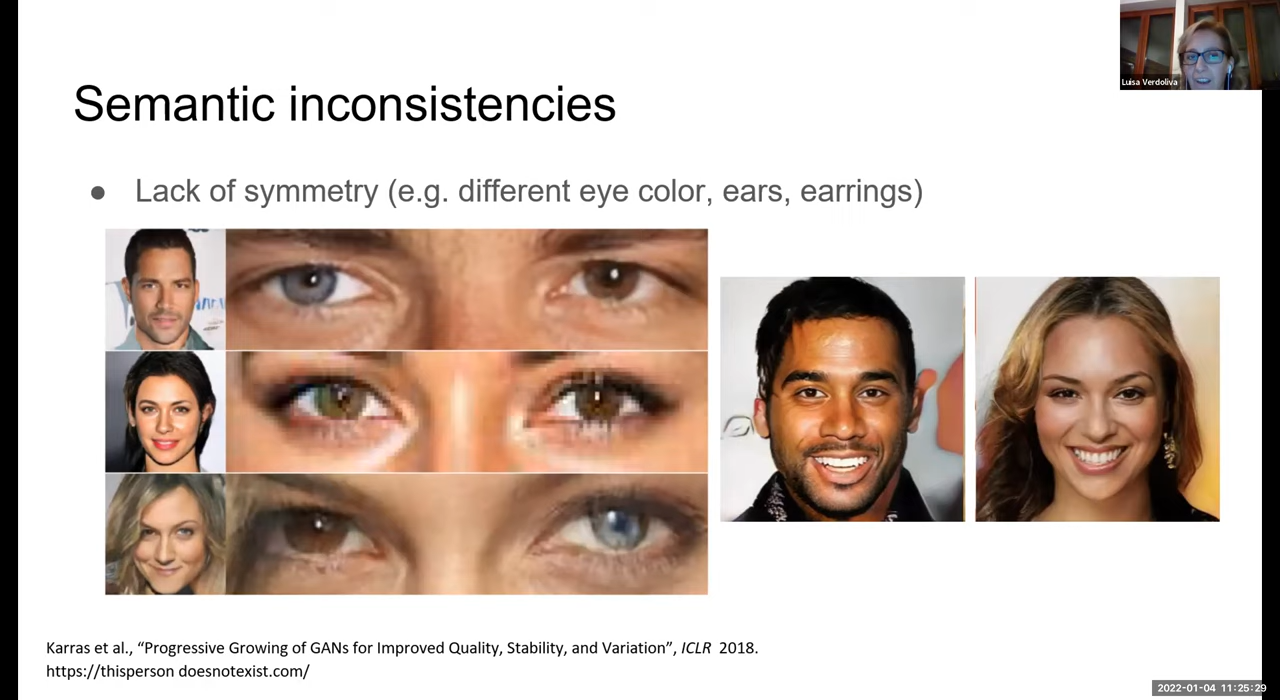 Luisa Verdoliva
Semantic inconsistencies
● Lack of symmetry (e.g. different eye color, ears, earrings)
Karras et al., “Progressive Growing of GANs for Improved Quality, Stability, and Variation”, ICLR 2018.
https://thisperson doesnotexist.com/
2022-01-04 11:25:29